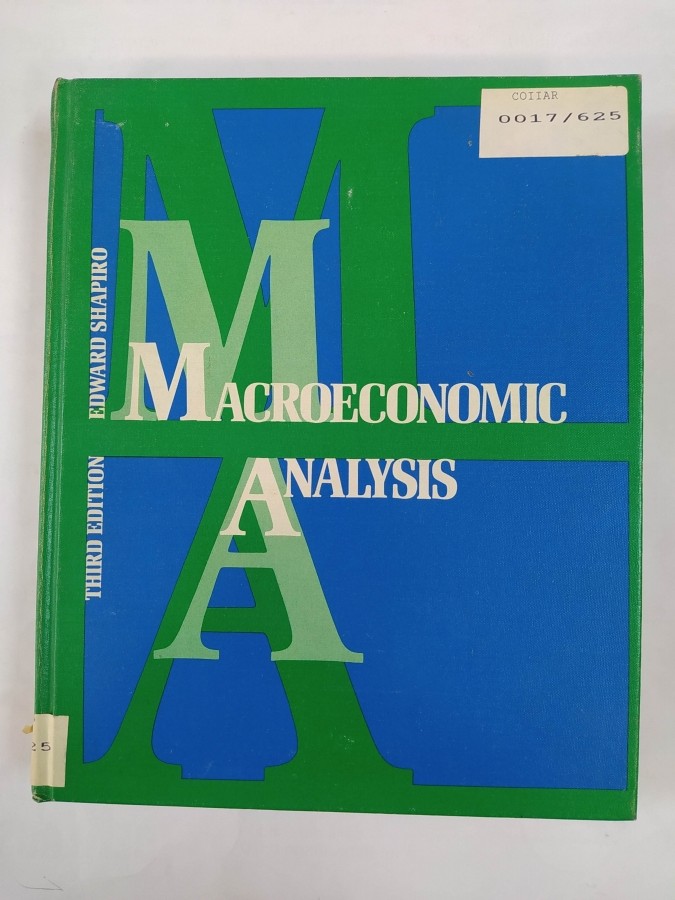 COIIAR
0017/625
EDWARD SHAPIRO
MACROECONOMIC
ANALYSIS
THIRD EDITION
25